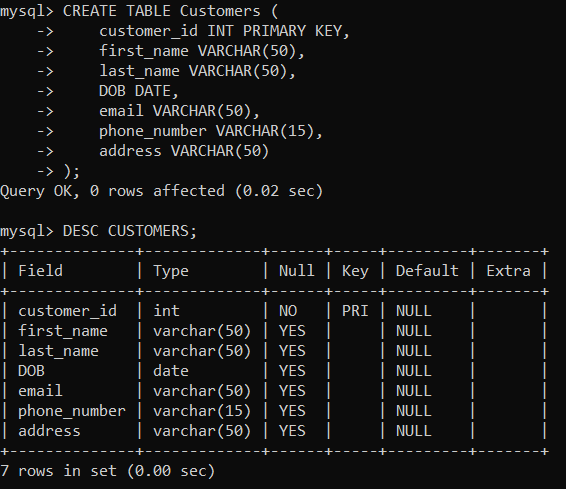 mysql> CREATE TABLE Customers (
    ->     customer_id INT PRIMARY KEY,
    ->     first_name VARCHAR(50),
    ->     last_name VARCHAR(50),
    ->     DOB DATE,
    ->     email VARCHAR(50),
    ->     phone_number VARCHAR(15),
    ->     address VARCHAR(50)
    -> );
Query OK, 0 rows affected (0.02 sec)

mysql> DESC CUSTOMERS;
+--------------+-------------+------+-----+---------+-------+
| Field        | Type        | Null | Key | Default | Extra |
+--------------+-------------+------+-----+---------+-------+
| customer_id  | int         | NO   | PRI | NULL    |       |
| first_name   | varchar(50) | YES  |     | NULL    |       |
| last_name    | varchar(50) | YES  |     | NULL    |       |
| DOB          | date        | YES  |     | NULL    |       |
| email        | varchar(50) | YES  |     | NULL    |       |
| phone_number | varchar(15) | YES  |     | NULL    |       |
| address      | varchar(50) | YES  |     | NULL    |       |
+--------------+-------------+------+-----+---------+-------+
7 rows in set (0.00 sec)